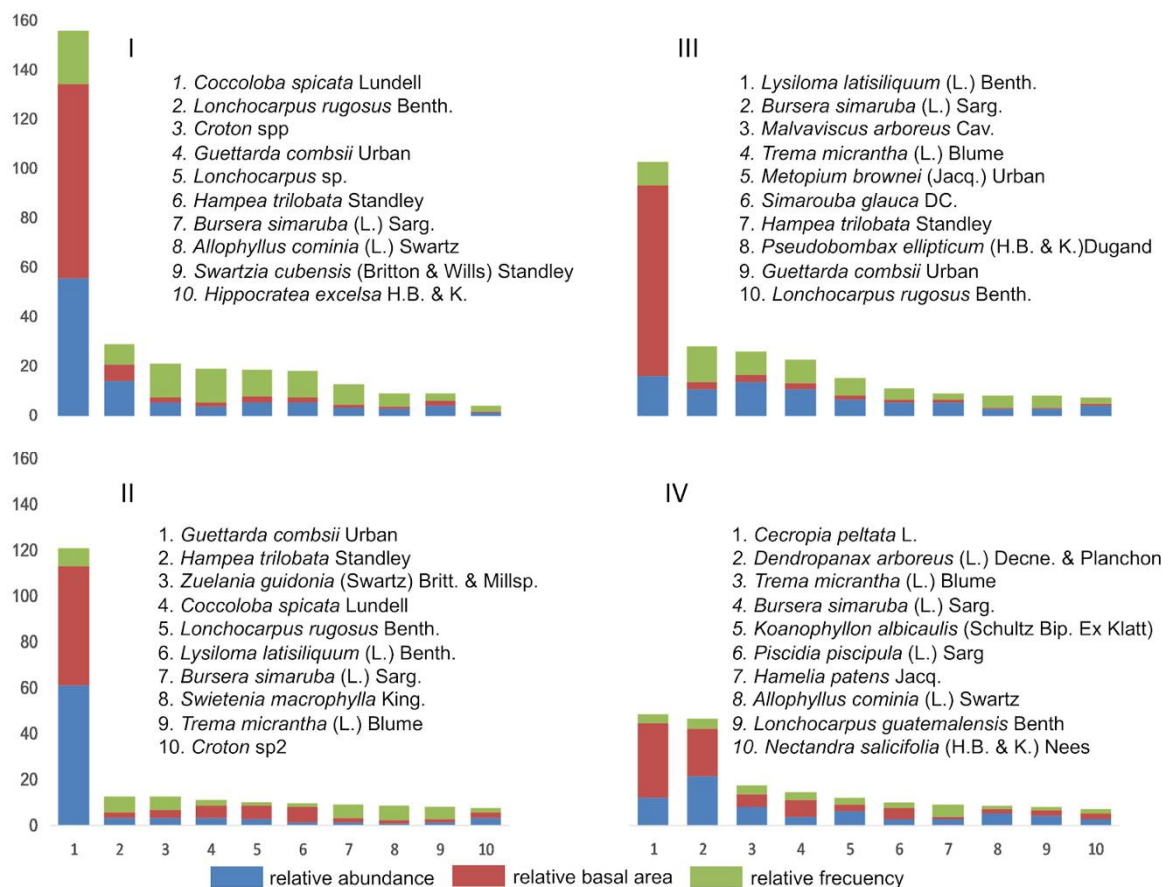 160
140
120
100
80
60
40
20
0
I
1. Coccoloba spicata Lundell
2. Lonchocarpus rugosus Benth.
3. Croton spp
4. Guettarda combsii Urban
5. Lonchocarpus sp.
6. Hampea trilobata Standley
7. Bursera simaruba (L.) Sarg.
8. Allophyllus cominia (L.) Swartz
9. Swartzia cubensis (Britton & Wills) Standley
10. Hippocratea excelsa H.B. & K.
III
1. Lysiloma latisiliquum (L.) Benth.
2. Bursera simaruba (L.) Sarg.
3. Malvaviscus arboreus Cav.
4. Trema micrantha (L.) Blume
5. Metopium brownei (Jacq.) Urban
6. Simarouba glauca DC.
7. Hampea trilobata Standley
8. Pseudobombax ellipticum (H.B. & K.)Dugand
9. Guettarda combsii Urban
10. Lonchocarpus rugosus Benth.
160
140
120
100
80
60
40
20
0
II
1. Guettarda combsii Urban
2. Hampea trilobata Standley
3. Zuelania guidonia (Swartz) Britt. & Millsp.
4. Coccoloba spicata Lundell
5. Lonchocarpus rugosus Benth.
6. Lysiloma latisiliquum (L.) Benth.
7. Bursera simaruba (L.) Sarg.
8. Swietenia macrophylla King.
9. Trema micrantha (L.) Blume
10. Croton sp2
1 2 3 4 5 6 7 8 9 10
IV
1. Cecropia peltata L.
2. Dendropanax arboreus (L.) Decne. & Planchon
3. Trema micrantha (L.) Blume
4. Bursera simaruba (L.) Sarg.
5. Koanophyllon albicaulis (Schultz Bip. Ex Klatt)
6. Piscidia piscipula (L.) Sarg
7. Hamelia patens Jacq.
8. Allophyllus cominia (L.) Swartz
9. Lonchocarpus guatemalensis Benth
10. Nectandra salicifolia (H.B. & K.) Nees
1 2 3 4 5 6 7 8 9 10
relative abundance relative basal area relative frecuency